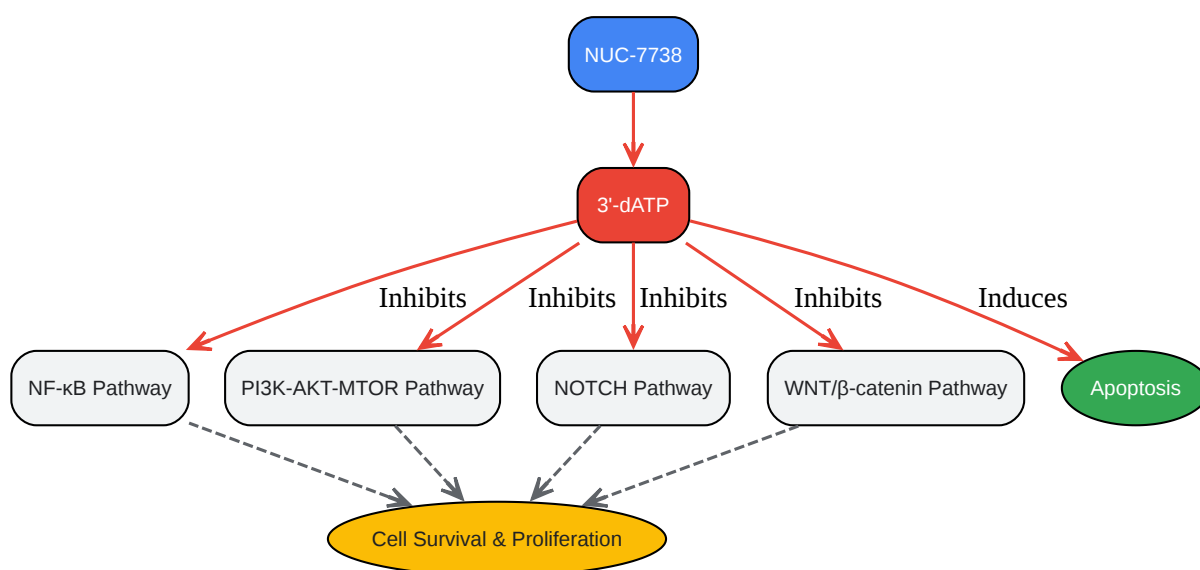 NUC-7738
3'-dATP
Inhibits
Inhibits
Inhibits
Inhibits
Induces
NF-κB Pathway
PI3K-AKT-MTOR Pathway
NOTCH Pathway
WNT/β-catenin Pathway
Apoptosis
Cell Survival & Proliferation